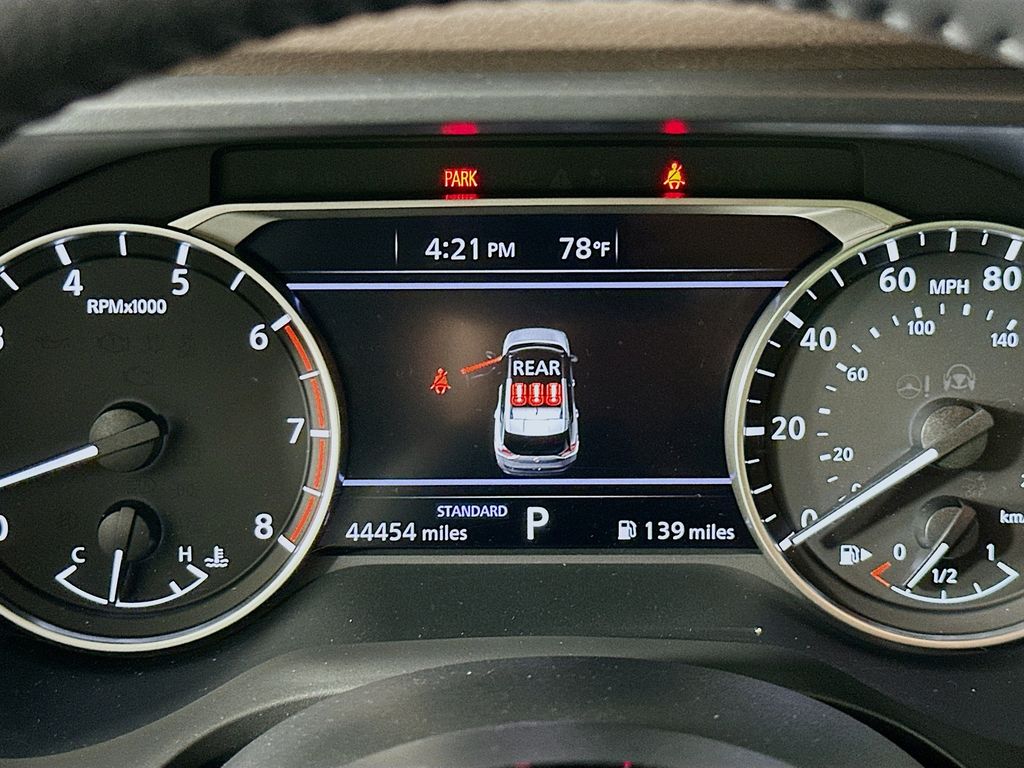 PARK
4:21 PM 78°F
4 5 6 7 8
RPMx1000
C H
REAR
STANDARD
44454 miles
P
139 miles
0 20 40 60 80
MPH
20 60 100 140
0 1/2 1